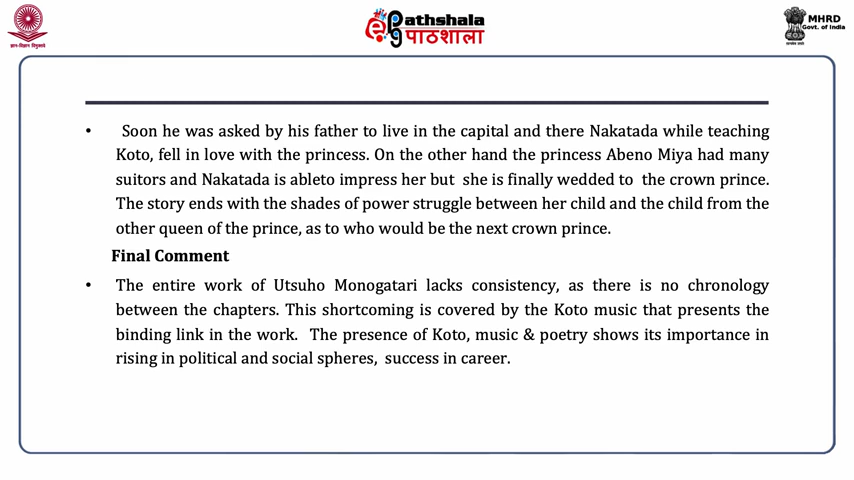 ज्ञान-विज्ञान विमुक्तये
ePathshala
पाठशाला
MHRD
Govt. of India
• Soon he was asked by his father to live in the capital and there Nakatada while teaching
Koto, fell in love with the princess. On the other hand the princess Abeno Miya had many
suitors and Nakatada is ableto impress her but she is finally wedded to the crown prince.
The story ends with the shades of power struggle between her child and the child from the
other queen of the prince, as to who would be the next crown prince.
Final Comment
• The entire work of Utsuho Monogatari lacks consistency, as there is no chronology
between the chapters. This shortcoming is covered by the Koto music that presents the
binding link in the work. The presence of Koto, music & poetry shows its importance in
rising in political and social spheres, success in career.